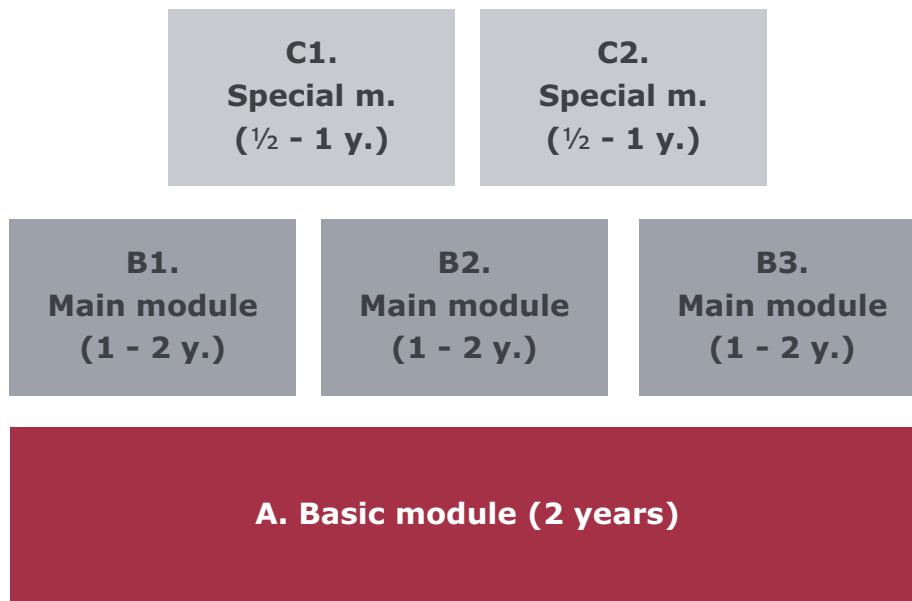 C1.
Special m.
(½ - 1 y.)
C2.
Special m.
(½ - 1 y.)
B1.
Main module
(1 - 2 y.)
B2.
Main module
(1 - 2 y.)
B3.
Main module
(1 - 2 y.)
A. Basic module (2 years)